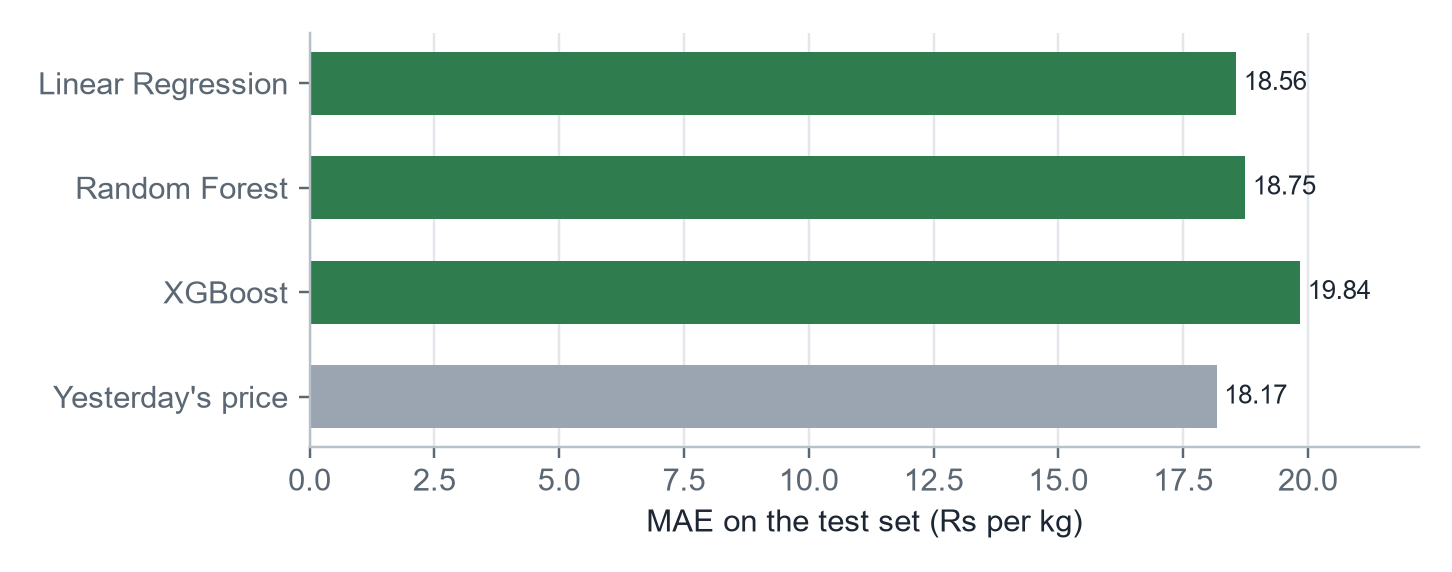 Linear Regression 18.56
Random Forest 18.75
XGBoost 19.84
Yesterday's price 18.17
0.0 2.5 5.0 7.5 10.0 12.5 15.0 17.5 20.0
MAE on the test set (Rs per kg)